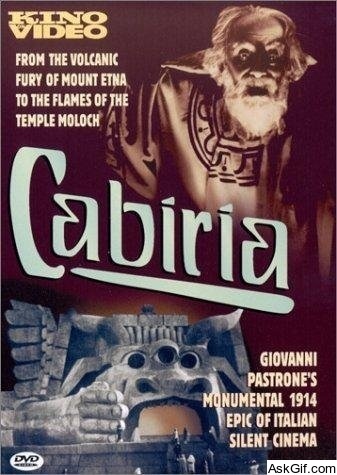 KINO
ON
VIDEO
FROM THE VOLCANIC
FURY OF MOUNT ETNA
TO THE FLAMES OF THE
TEMPLE MOLOCH
Cabiria
GIOVANNI
PASTRONE'S
MONUMENTAL 1914
EPIC OF ITALIAN
SILENT CINEMA
DVD
VIDEO
AskGif.com